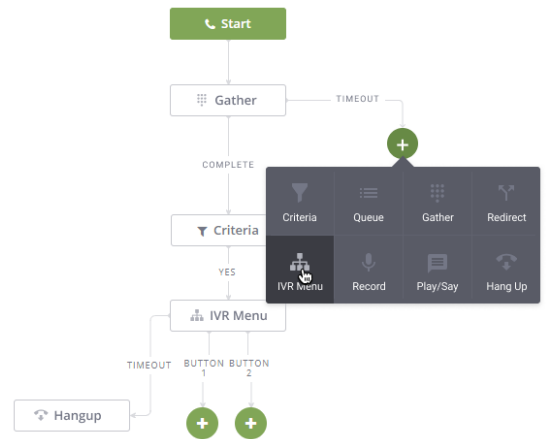 Start
Gather
TIMEOUT
COMPLETE
Criteria
Queue
Gather
Redirect
Criteria
YES
IVR Menu
Record
Play/Say
Hang Up
IVR Menu
TIMEOUT
BUTTON
1
BUTTON
2
Hangup